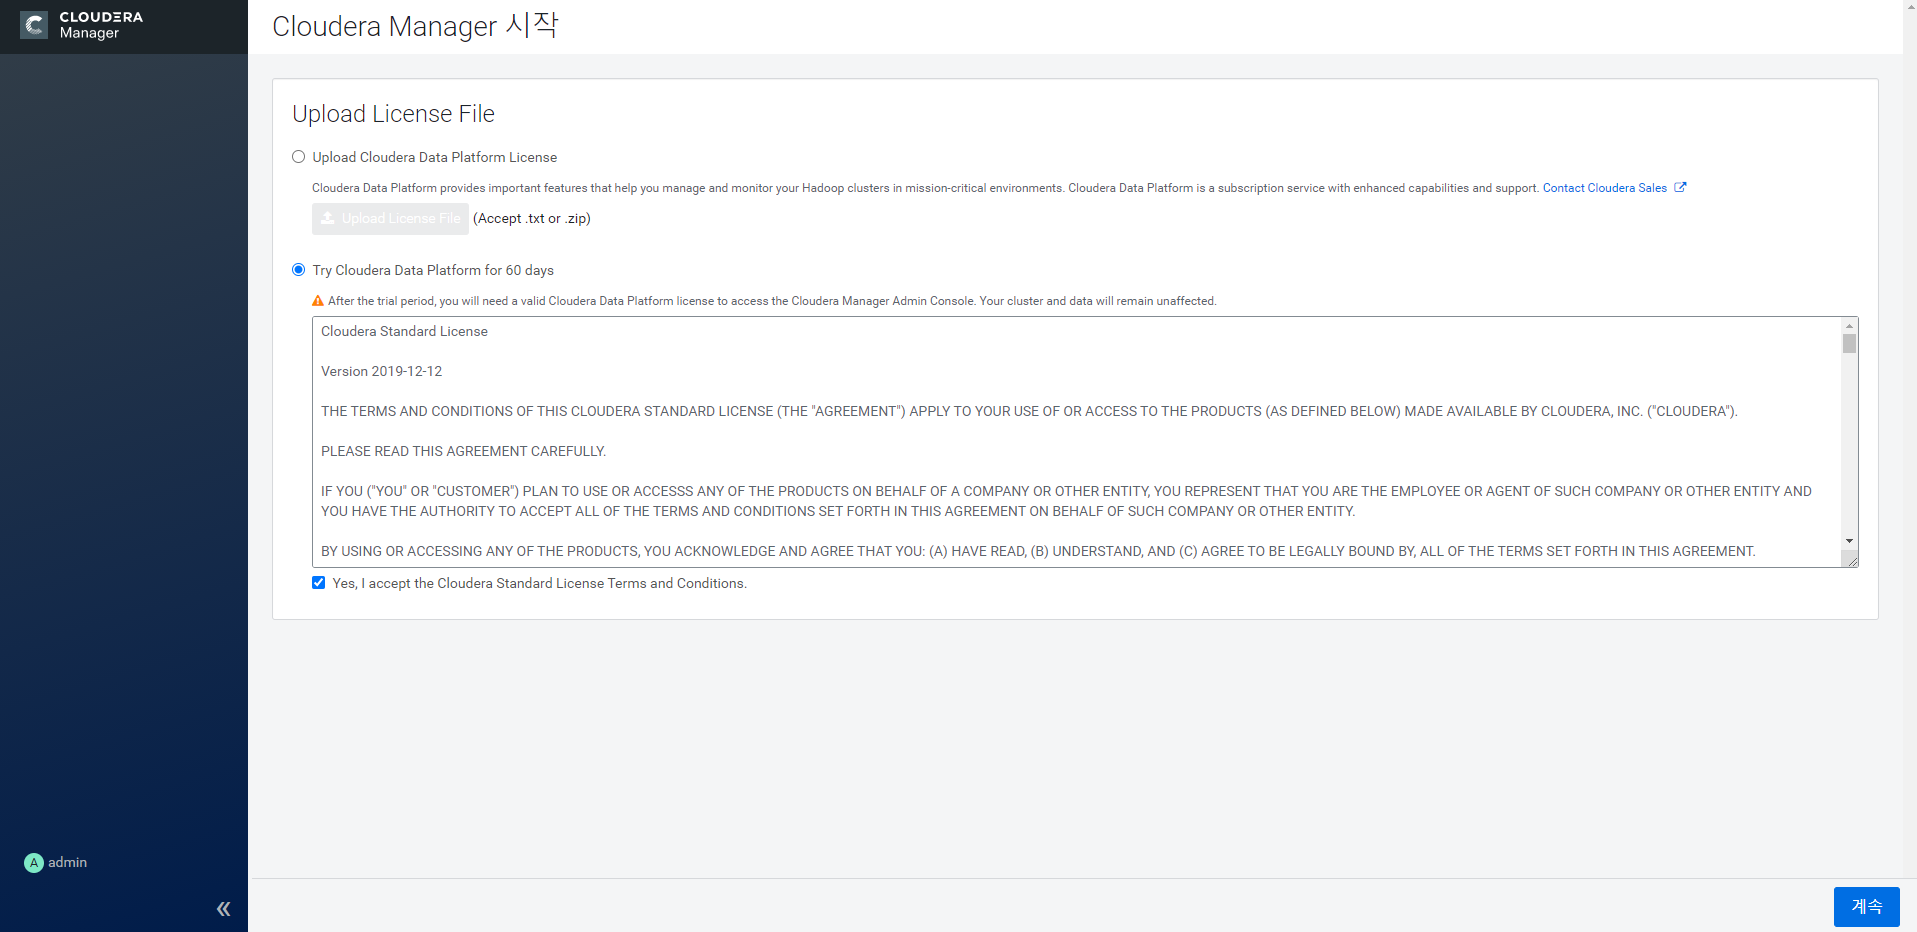 CLOUDERA
Manager
Cloudera Manager 시작
Upload License File
Upload Cloudera Data Platform License
Cloudera Data Platform provides important features that help you manage and monitor your Hadoop clusters in mission-critical environments. Cloudera Data Platform is a subscription service with enhanced capabilities and support. Contact Cloudera Sales
Upload License File (Accept .txt or .zip)
Try Cloudera Data Platform for 60 days
After the trial period, you will need a valid Cloudera Data Platform license to access the Cloudera Manager Admin Console. Your cluster and data will remain unaffected.
Cloudera Standard License
Version 2019-12-12
THE TERMS AND CONDITIONS OF THIS CLOUDERA STANDARD LICENSE (THE "AGREEMENT") APPLY TO YOUR USE OF OR ACCESS TO THE PRODUCTS (AS DEFINED BELOW) MADE AVAILABLE BY CLOUDERA, INC. ("CLOUDERA").
PLEASE READ THIS AGREEMENT CAREFULLY.
IF YOU ("YOU" OR "CUSTOMER") PLAN TO USE OR ACCESSS ANY OF THE PRODUCTS ON BEHALF OF A COMPANY OR OTHER ENTITY, YOU REPRESENT THAT YOU ARE THE EMPLOYEE OR AGENT OF SUCH COMPANY OR OTHER ENTITY AND
YOU HAVE THE AUTHORITY TO ACCEPT ALL OF THE TERMS AND CONDITIONS SET FORTH IN THIS AGREEMENT ON BEHALF OF SUCH COMPANY OR OTHER ENTITY.
BY USING OR ACCESSING ANY OF THE PRODUCTS, YOU ACKNOWLEDGE AND AGREE THAT YOU: (A) HAVE READ, (B) UNDERSTAND, AND (C) AGREE TO BE LEGALLY BOUND BY, ALL OF THE TERMS SET FORTH IN THIS AGREEMENT.
Yes, I accept the Cloudera Standard License Terms and Conditions.
A admin
계속